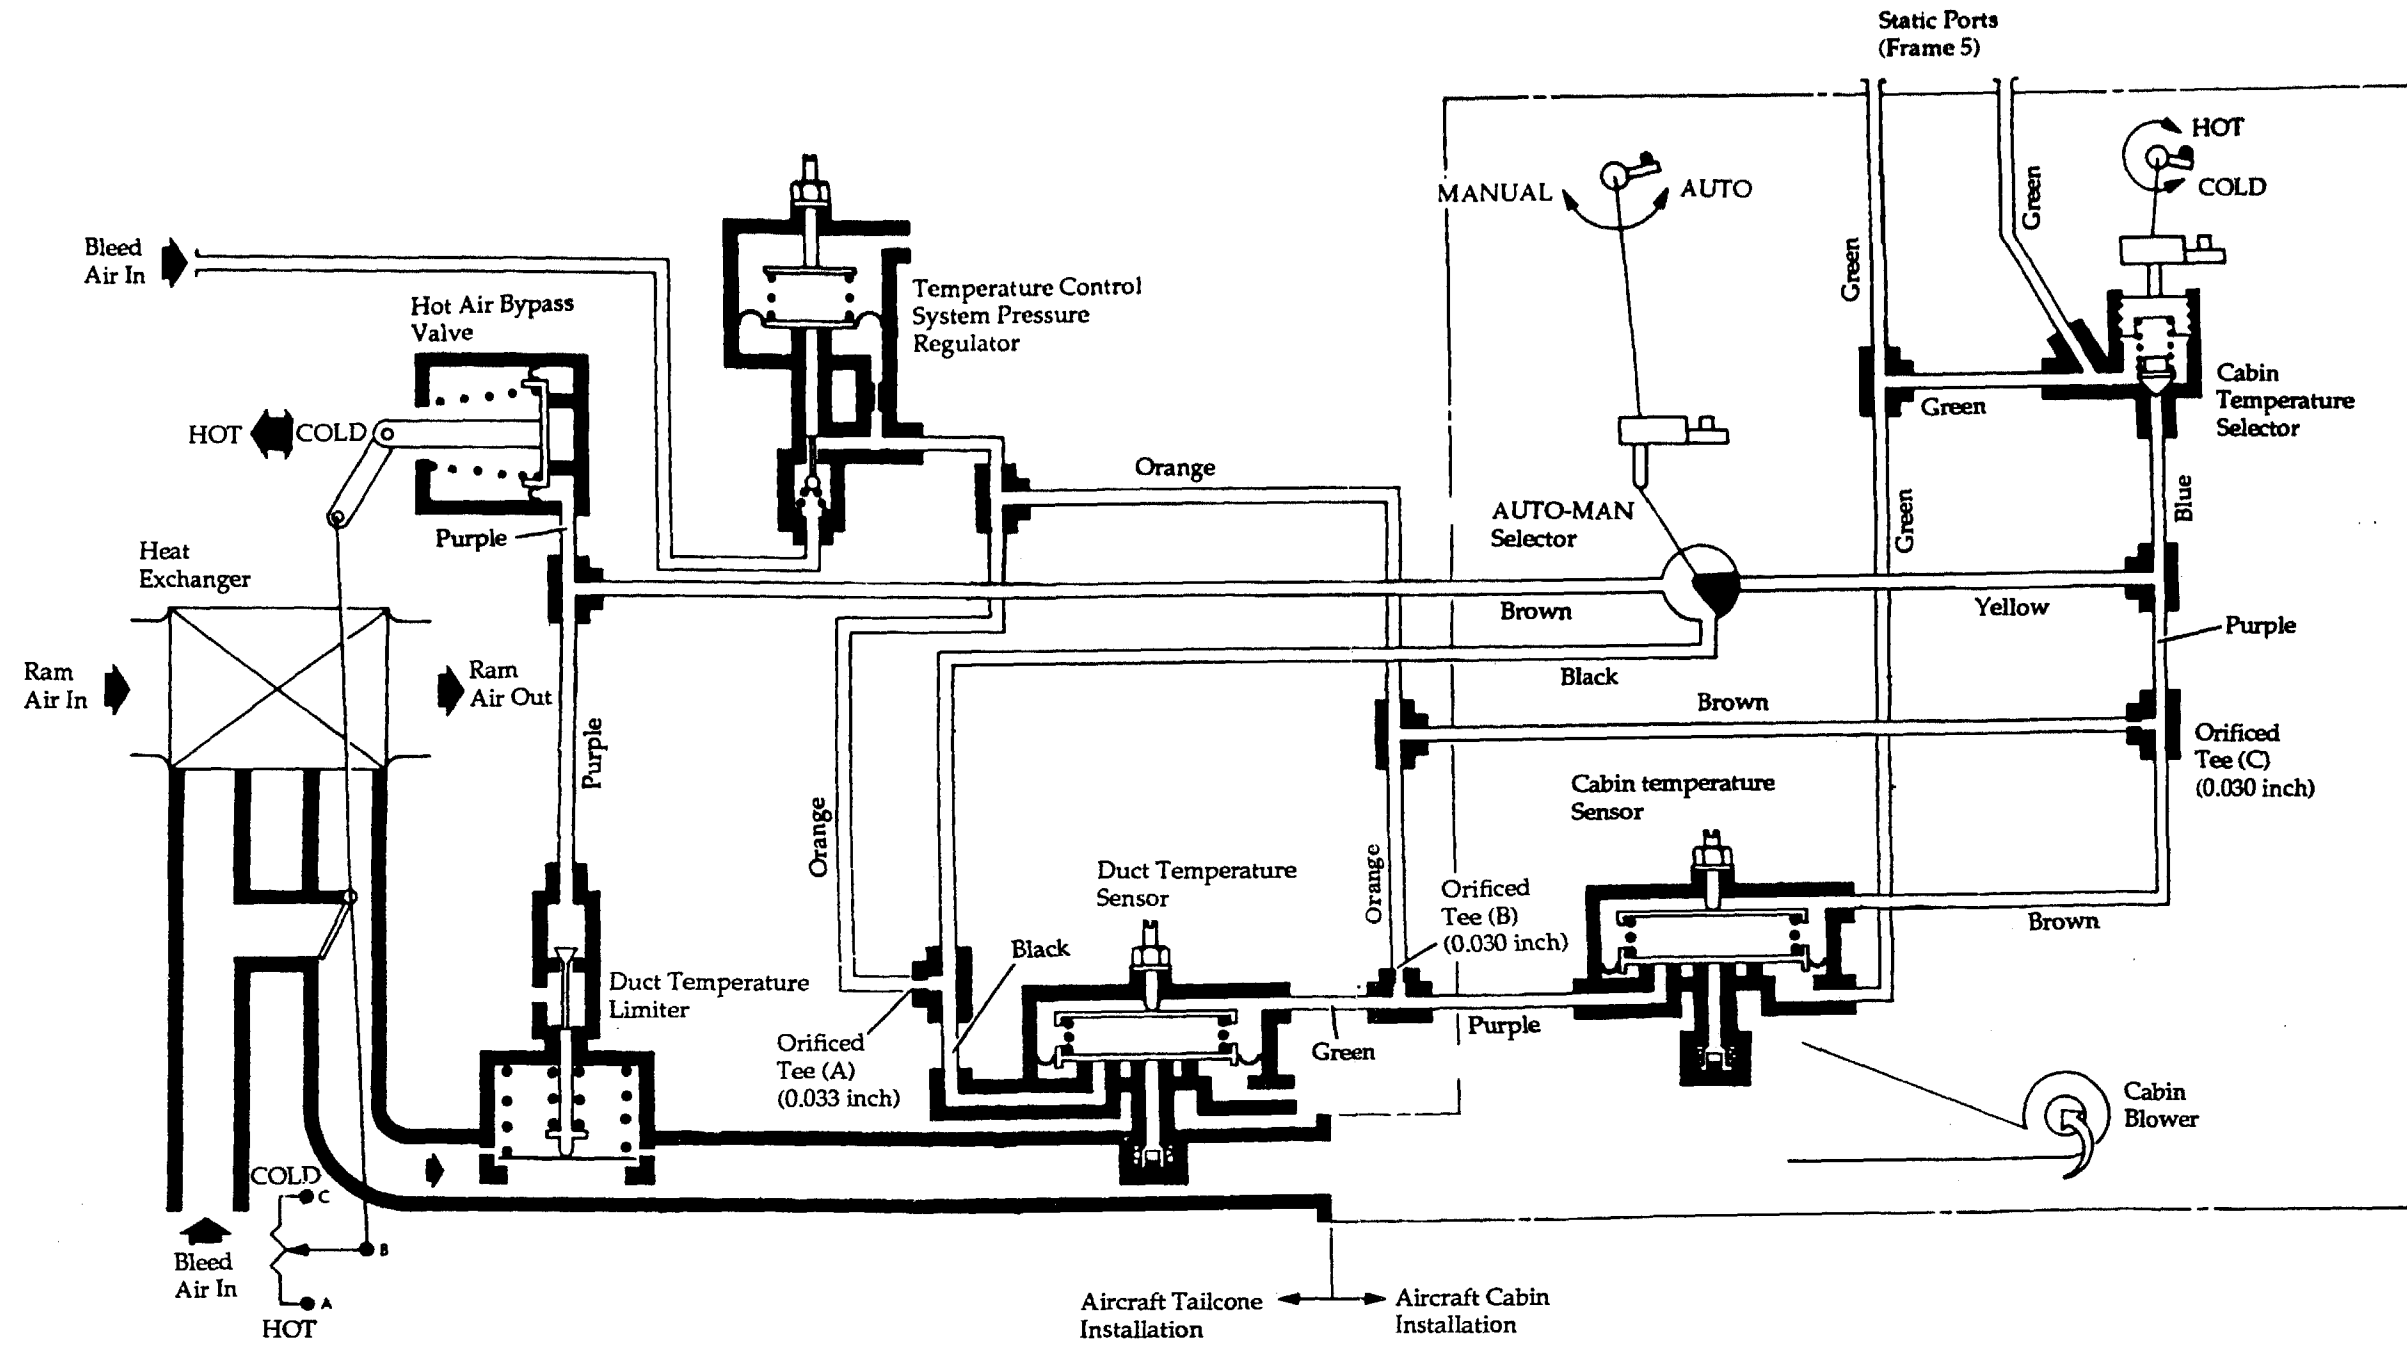 Static Ports
(Frame 5)
HOT
COLD
MANUAL
AUTO
Green
Green
Bleed
Air In
Temperature Control
System Pressure
Regulator
Hot Air Bypass
Valve
Cabin
Temperature
Selector
Green
HOT
COLD
Orange
Blue
AUTO-MAN
Selector
Green
Purple
Heat
Exchanger
Brown
Yellow
Purple
Ram
Air In
Ram
Air Out
Black
Brown
Purple
Orificed
Tee (C)
(0.030 inch)
Cabin temperature
Sensor
Orange
Orange
Duct Temperature
Sensor
Orificed
Tee (B)
(0.030 inch)
Brown
Black
Duct Temperature
Limiter
Purple
Green
Orificed
Tee (A)
(0.033 inch)
Cabin
Blower
COLD
C
B
Bleed
Air In
A
HOT
Aircraft Tailcone
Installation
Aircraft Cabin
Installation